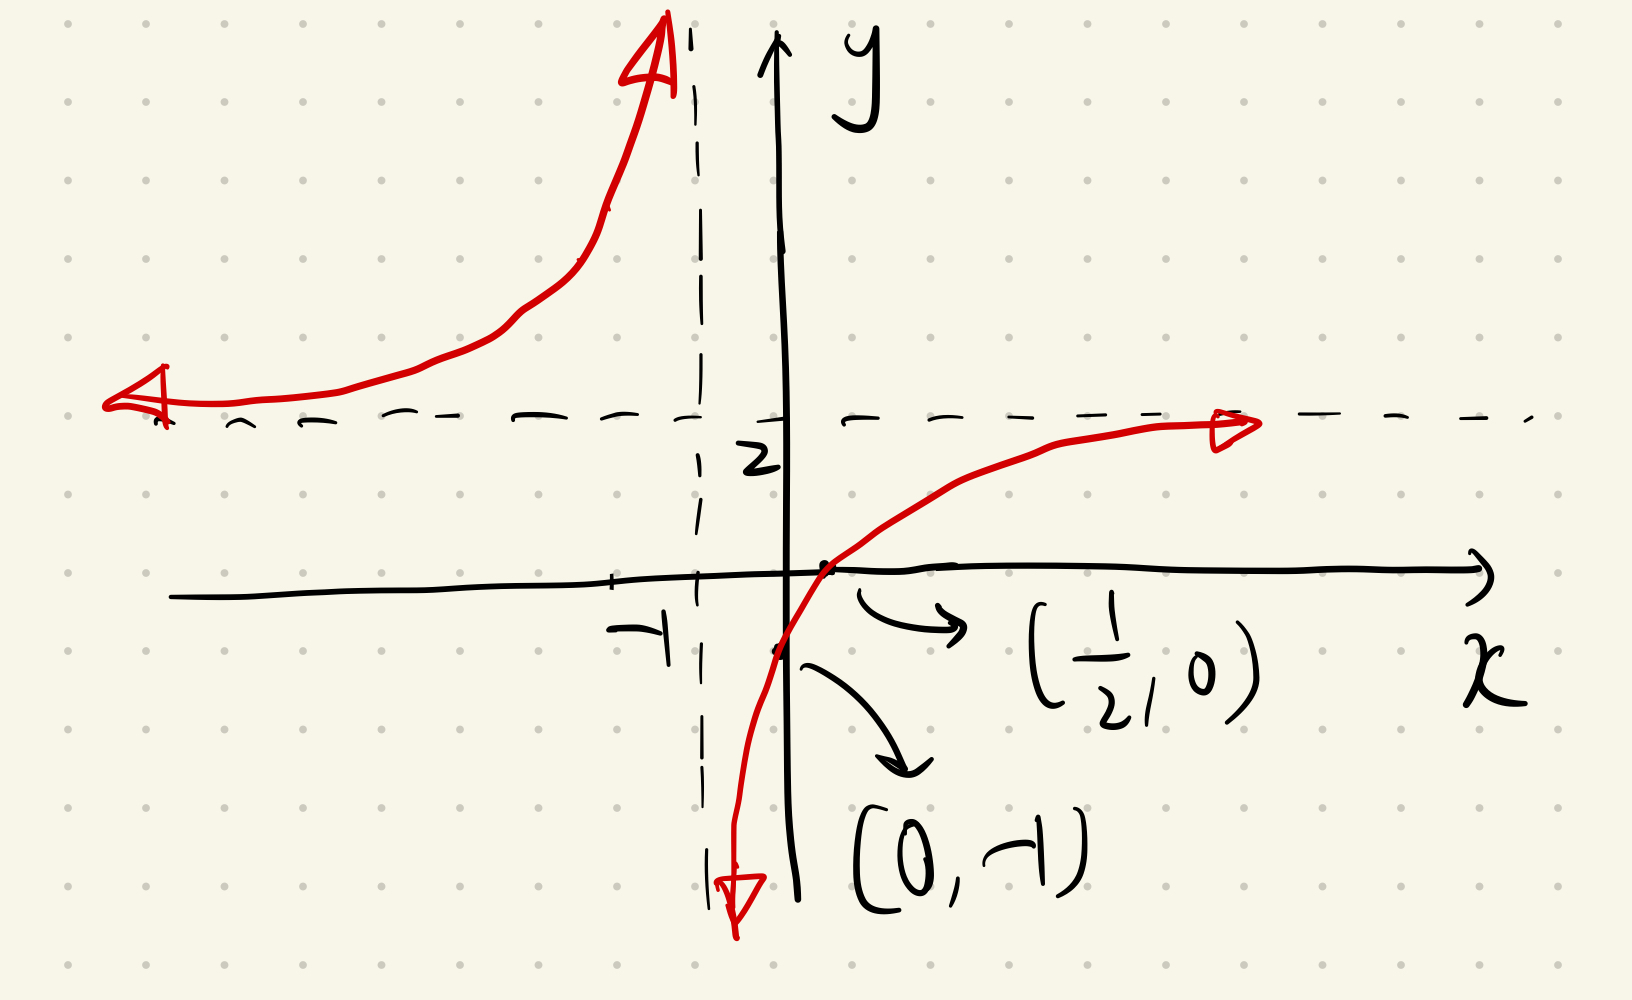 y
2
-1
(1/2, 0)
x
(0, -1)